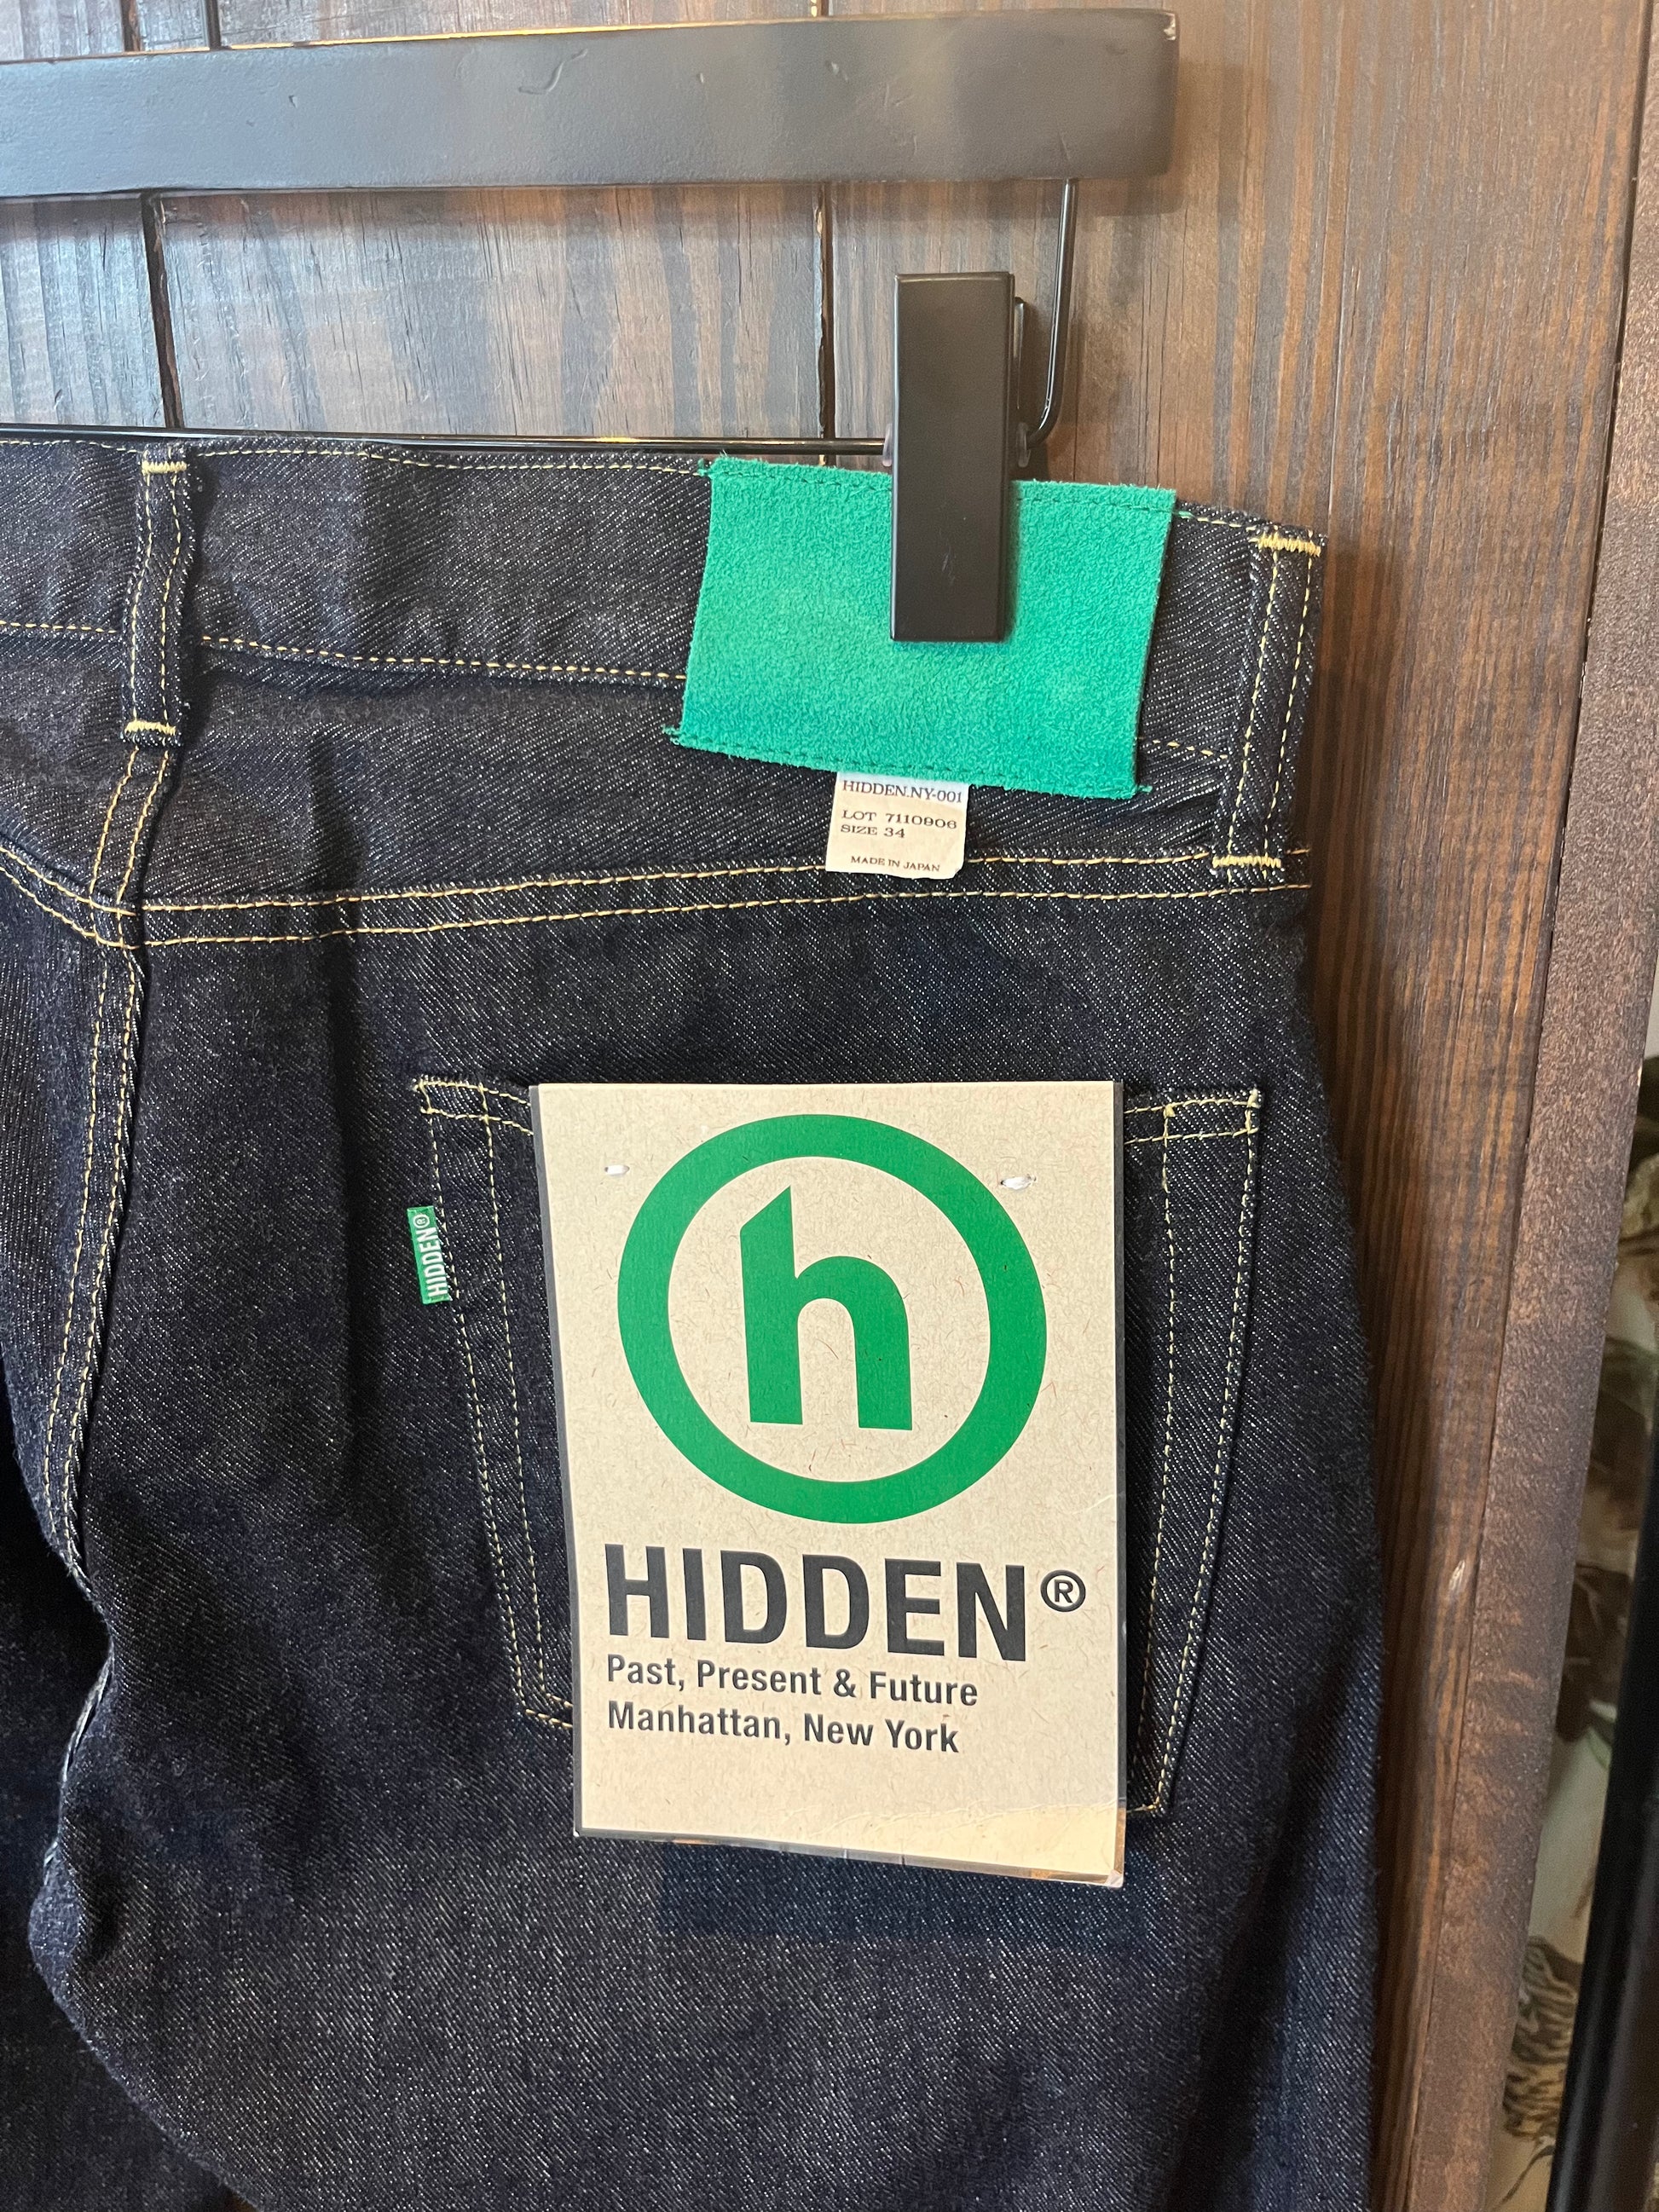 HIDDEN.NY-001
LOT 7110906
SIZE 34
MADE IN JAPAN
HIDDEN®
h
HIDDEN®
Past, Present & Future
Manhattan, New York